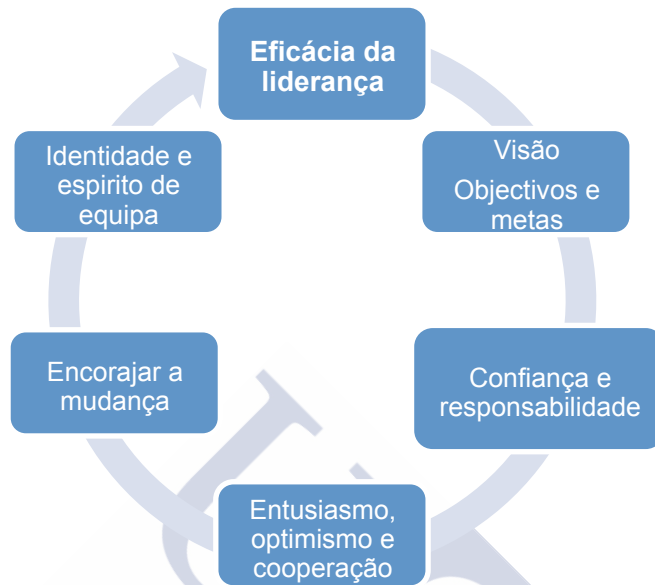 Eficácia da
liderança
Visão
Objectivos e
metas
Confiança e
responsabilidade
Entusiasmo,
optimismo e
cooperação
Encorajar a
mudança
Identidade e
espirito de
equipa